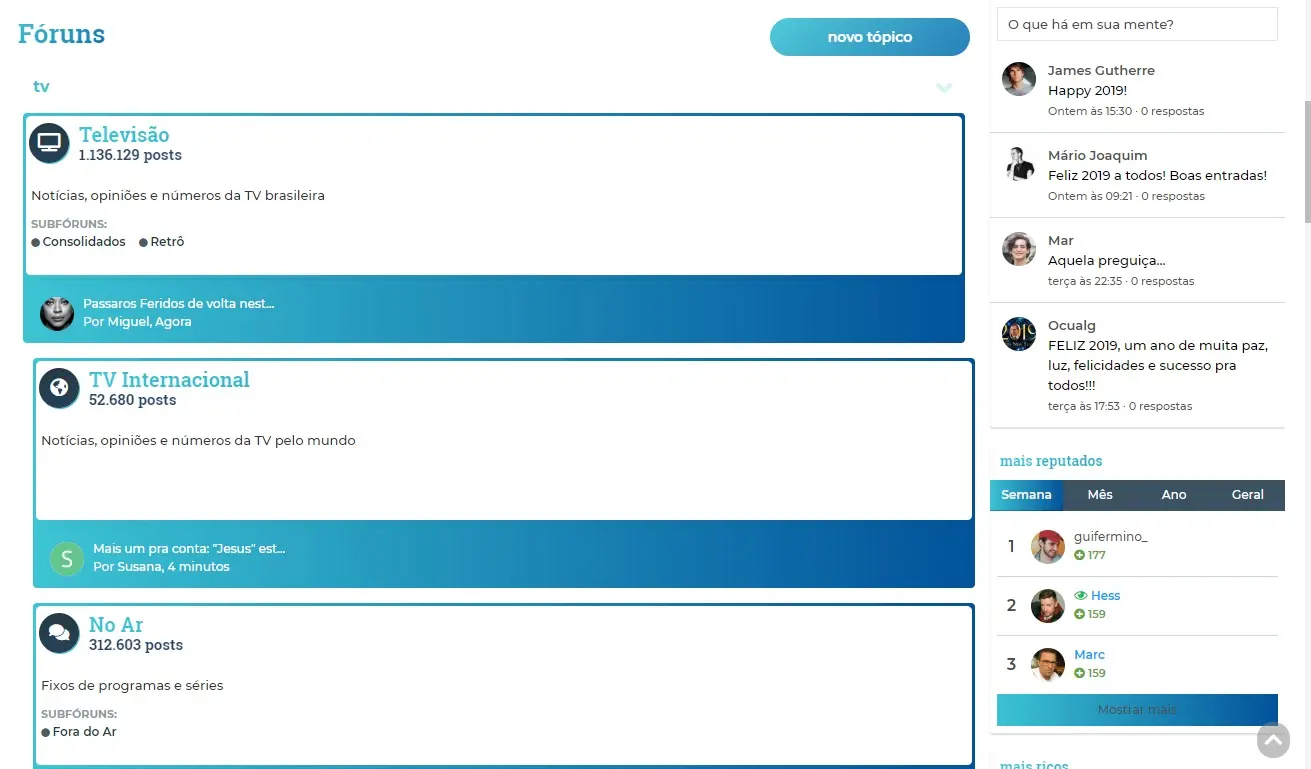 Fóruns
novo tópico
tv
Televisão
1.136.129 posts
Notícias, opiniões e números da TV brasileira
SUBFÓRUNS:
Consolidados Retrô
Passaros Feridos de volta nest...
Por Miguel, Agora
TV Internacional
52.680 posts
Notícias, opiniões e números da TV pelo mundo
S
Mais um pra conta: "Jesus" est...
Por Susana, 4 minutos
No Ar
312.603 posts
Fixos de programas e séries
SUBFÓRUNS:
Fora do Ar
O que há em sua mente?
James Gutherre
Happy 2019!
Ontem às 15:30 · 0 respostas
Mário Joaquim
Feliz 2019 a todos! Boas entradas!
Ontem às 09:21 · 0 respostas
Mar
Aquela preguiça...
terça às 22:35 · 0 respostas
Ocualg
FELIZ 2019, um ano de muita paz,
luz, felicidades e sucesso pra
todos!!!
terça às 17:53 · 0 respostas
mais reputados
Semana Mês Ano Geral
1 guifermino_
177
2 Hess
159
3 Marc
159
Mostrar mais
mais ricos